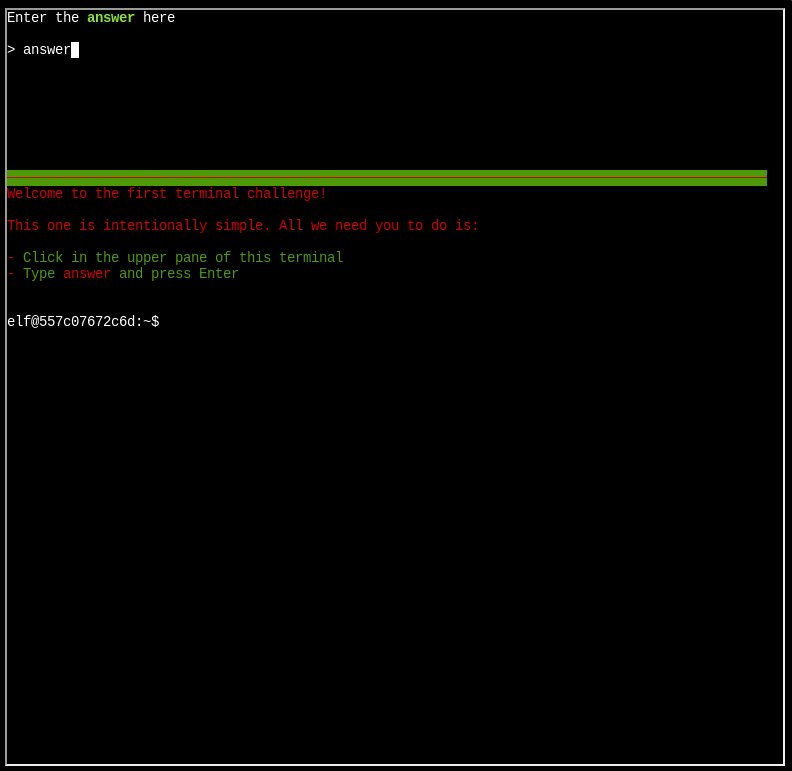 Enter the answer here
> answer
Welcome to the first terminal challenge!
This one is intentionally simple. All we need you to do is:
- Click in the upper pane of this terminal
- Type answer and press Enter
elf@557c07672c6d:~$